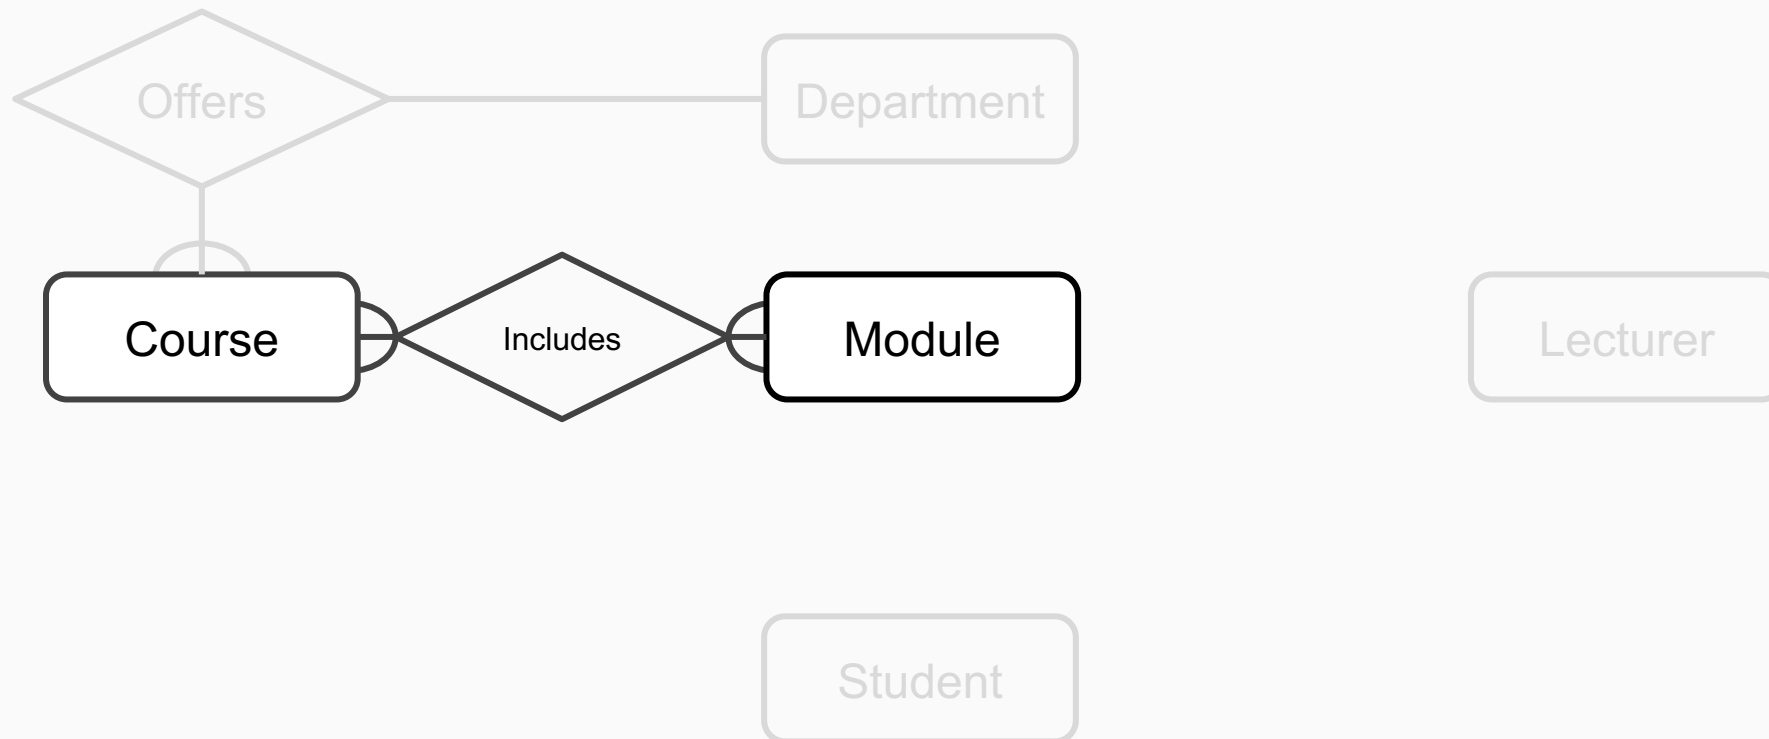 Offers
Department
Course
Includes
Module
Lecturer
Student